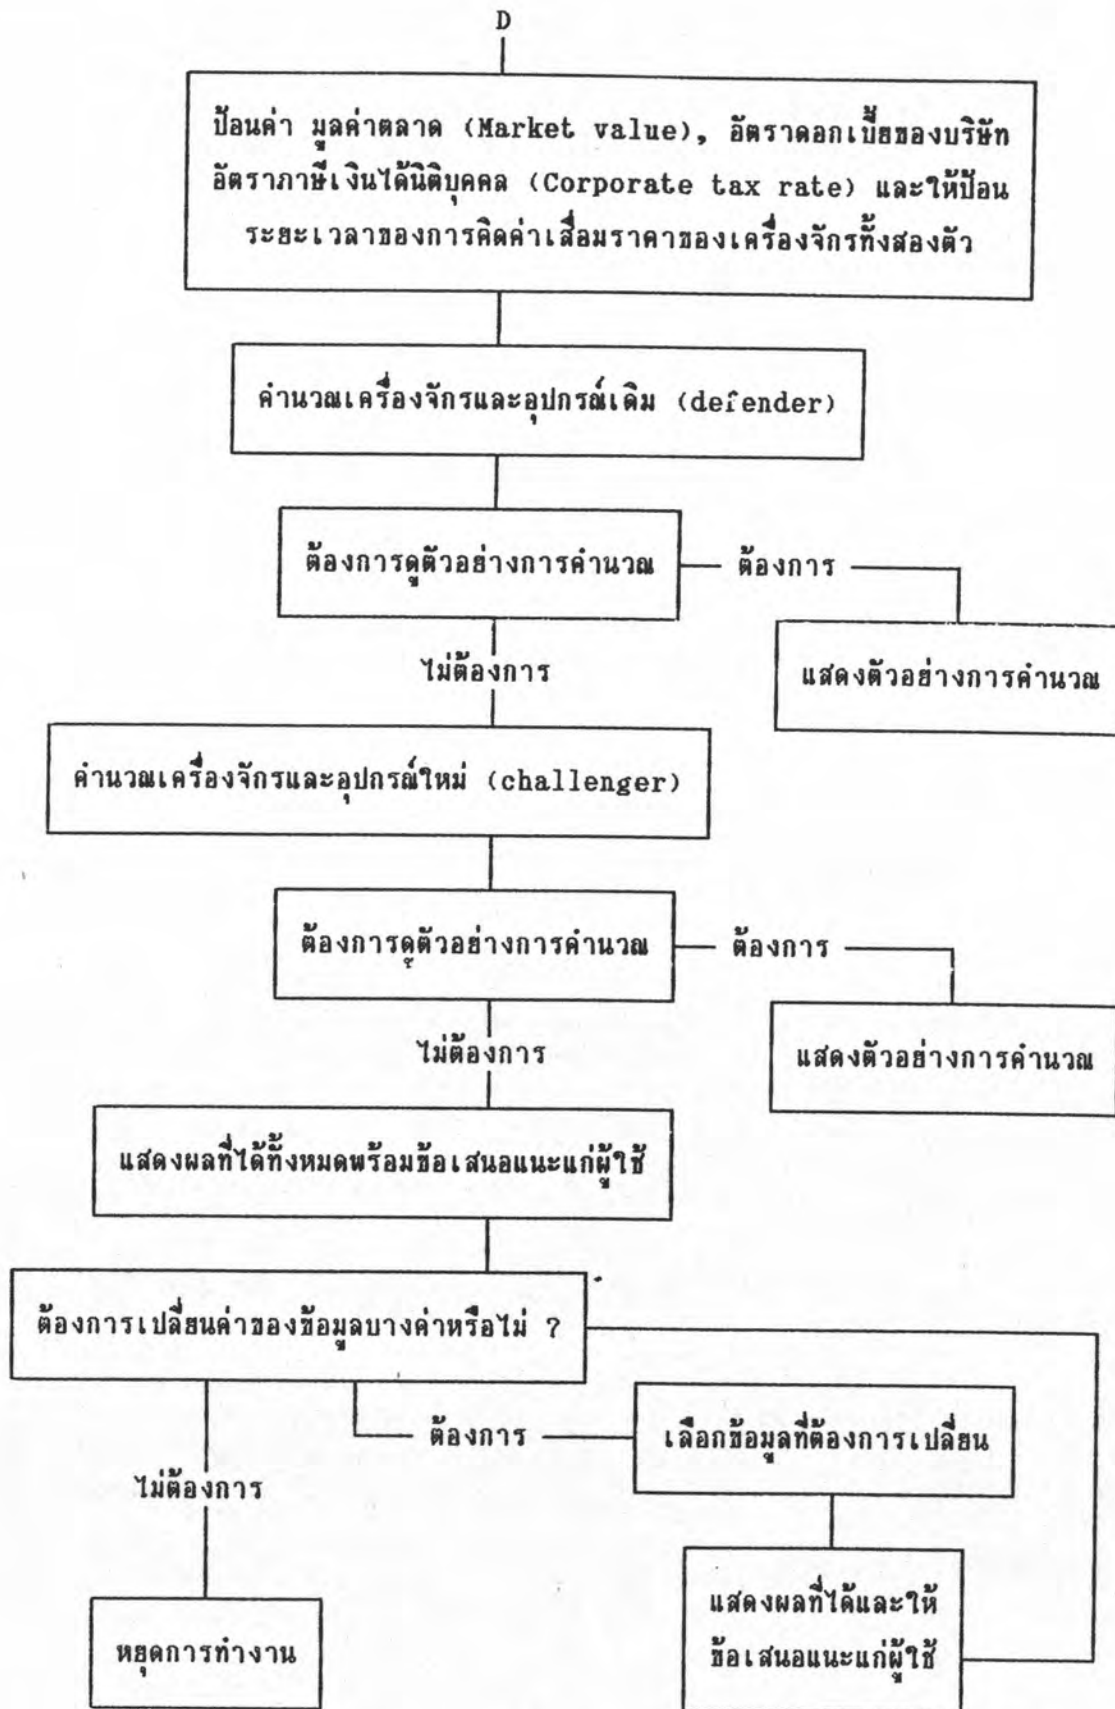 D
ป้อนค่า มูลค่าตลาด (Market value), อัตราดอกเบี้ยของบริษัท
อัตราภาษีเงินได้นิติบุคคล (Corporate tax rate) และให้ป้อน
ระยะเวลาของการคิดค่าเสื่อมราคาของเครื่องจักรทั้งสองตัว
คำนวณเครื่องจักรและอุปกรณ์เดิม (defender)
ต้องการดูตัวอย่างการคำนวณ
ต้องการ
ไม่ต้องการ
แสดงตัวอย่างการคำนวณ
คำนวณเครื่องจักรและอุปกรณ์ใหม่ (challenger)
ต้องการดูตัวอย่างการคำนวณ
ต้องการ
ไม่ต้องการ
แสดงตัวอย่างการคำนวณ
แสดงผลที่ได้ทั้งหมดพร้อมข้อเสนอแนะแก่ผู้ใช้
ต้องการเปลี่ยนค่าของข้อมูลบางค่าหรือไม่ ?
ต้องการ
เลือกข้อมูลที่ต้องการเปลี่ยน
ไม่ต้องการ
แสดงผลที่ได้และให้
ข้อเสนอแนะแก่ผู้ใช้
หยุดการทำงาน